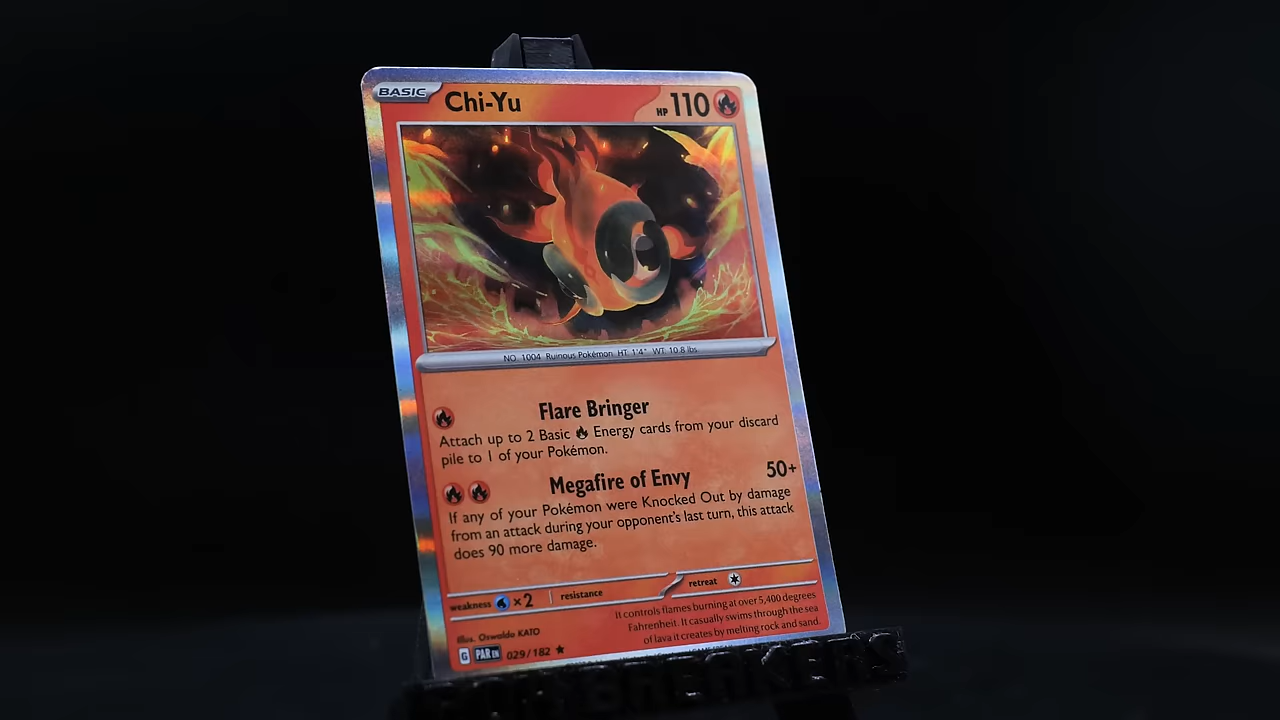 BASIC Chi-Yu HP 110
NO 1004 Ruinous Pokémon HT 1'4" WT 10.8 lbs
Flare Bringer
Attach up to 2 Basic Energy cards from your discard
pile to 1 of your Pokémon.
Megafire of Envy 50+
If any of your Pokémon were Knocked Out by damage
from an attack during your opponent's last turn, this attack
does 90 more damage.
weakness ×2 resistance retreat
It controls flames burning at over 5,400 degrees
Fahrenheit. It casually swims through the sea
of lava it creates by melting rock and sand.
Illus. Oswaldo KATO
G PAR EN 029/182 ★